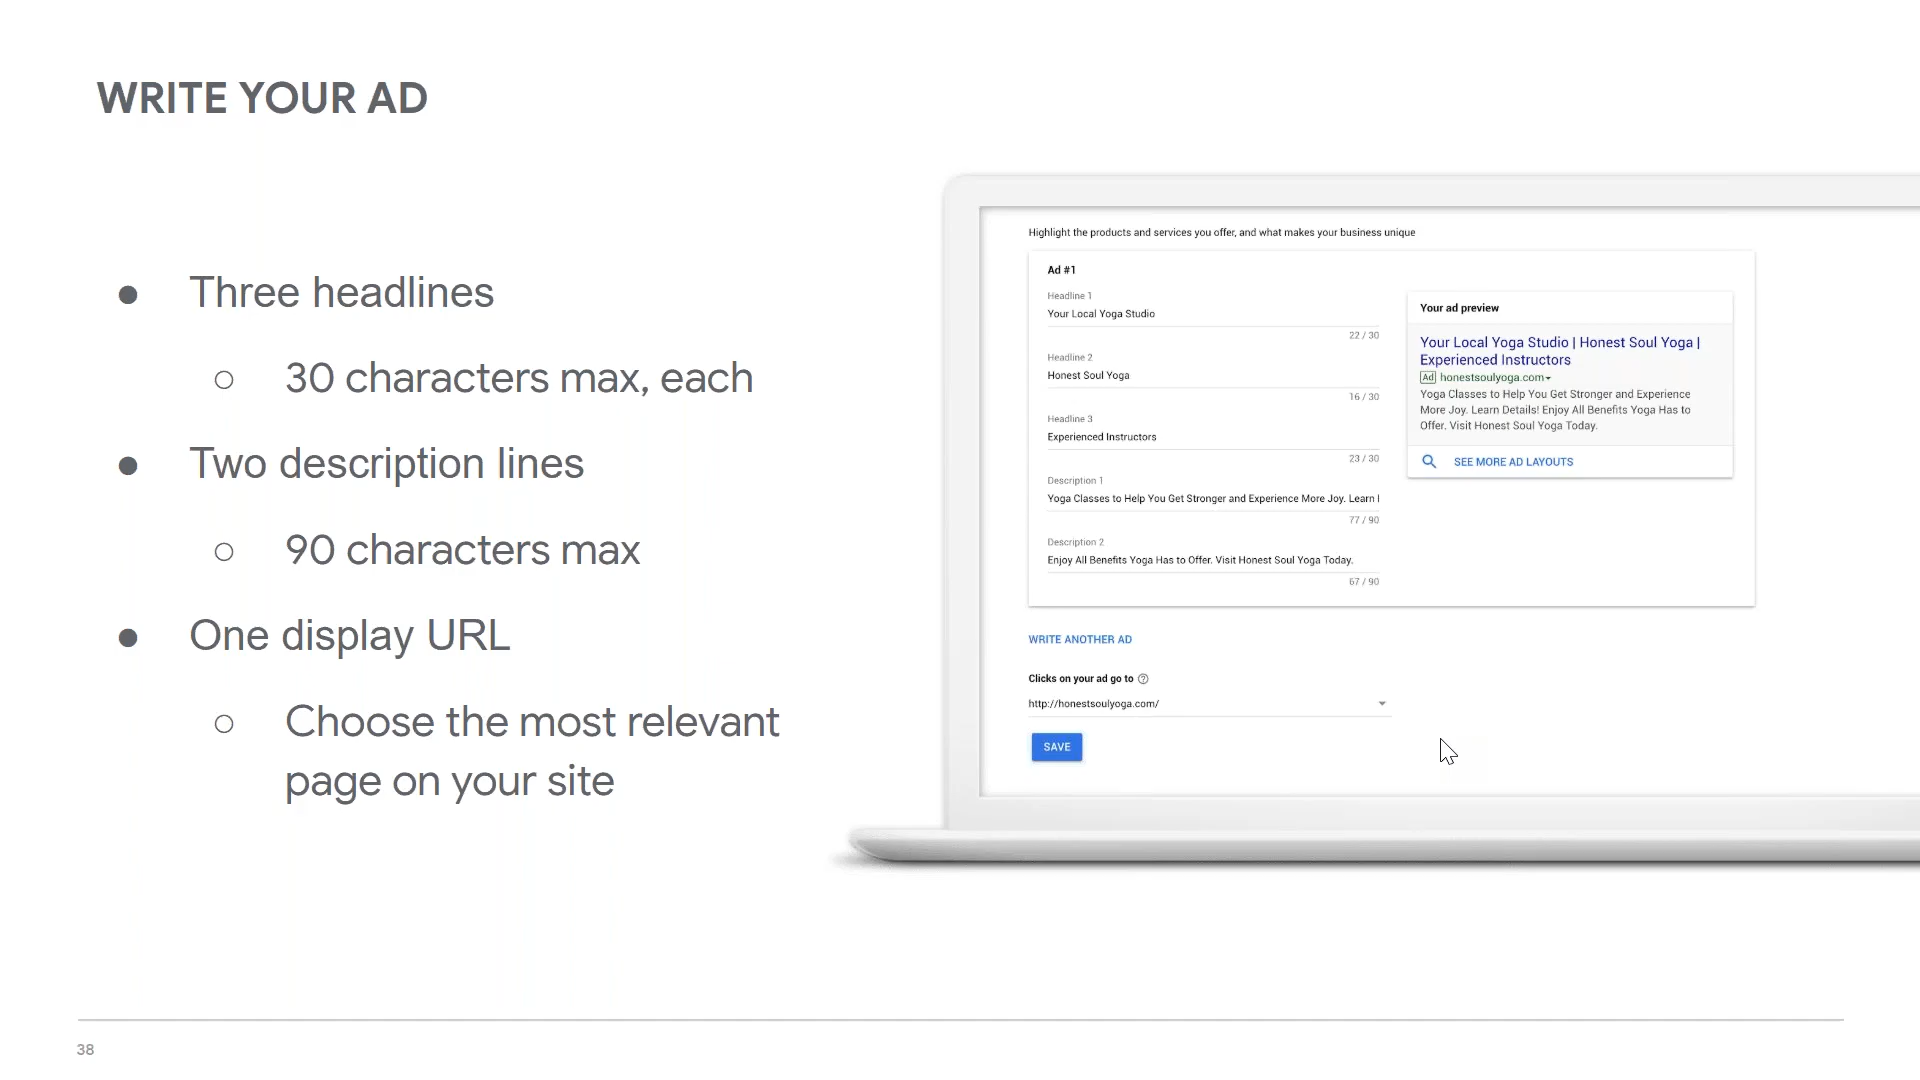 WRITE YOUR AD
● Three headlines
○ 30 characters max, each
● Two description lines
○ 90 characters max
● One display URL
○ Choose the most relevant
page on your site
Highlight the products and services you offer, and what makes your business unique
Ad #1
Headline 1
Your Local Yoga Studio
22 / 30
Headline 2
Honest Soul Yoga
16 / 30
Headline 3
Experienced Instructors
23 / 30
Description 1
Yoga Classes to Help You Get Stronger and Experience More Joy. Learn
77 / 90
Description 2
Enjoy All Benefits Yoga Has to Offer. Visit Honest Soul Yoga Today.
67 / 90
Your ad preview
Your Local Yoga Studio | Honest Soul Yoga |
Experienced Instructors
Ad honestsoulyoga.com
Yoga Classes to Help You Get Stronger and Experience
More Joy. Learn Details! Enjoy All Benefits Yoga Has to
Offer. Visit Honest Soul Yoga Today.
SEE MORE AD LAYOUTS
WRITE ANOTHER AD
Clicks on your ad go to ?
http://honestsoulyoga.com/
SAVE
38